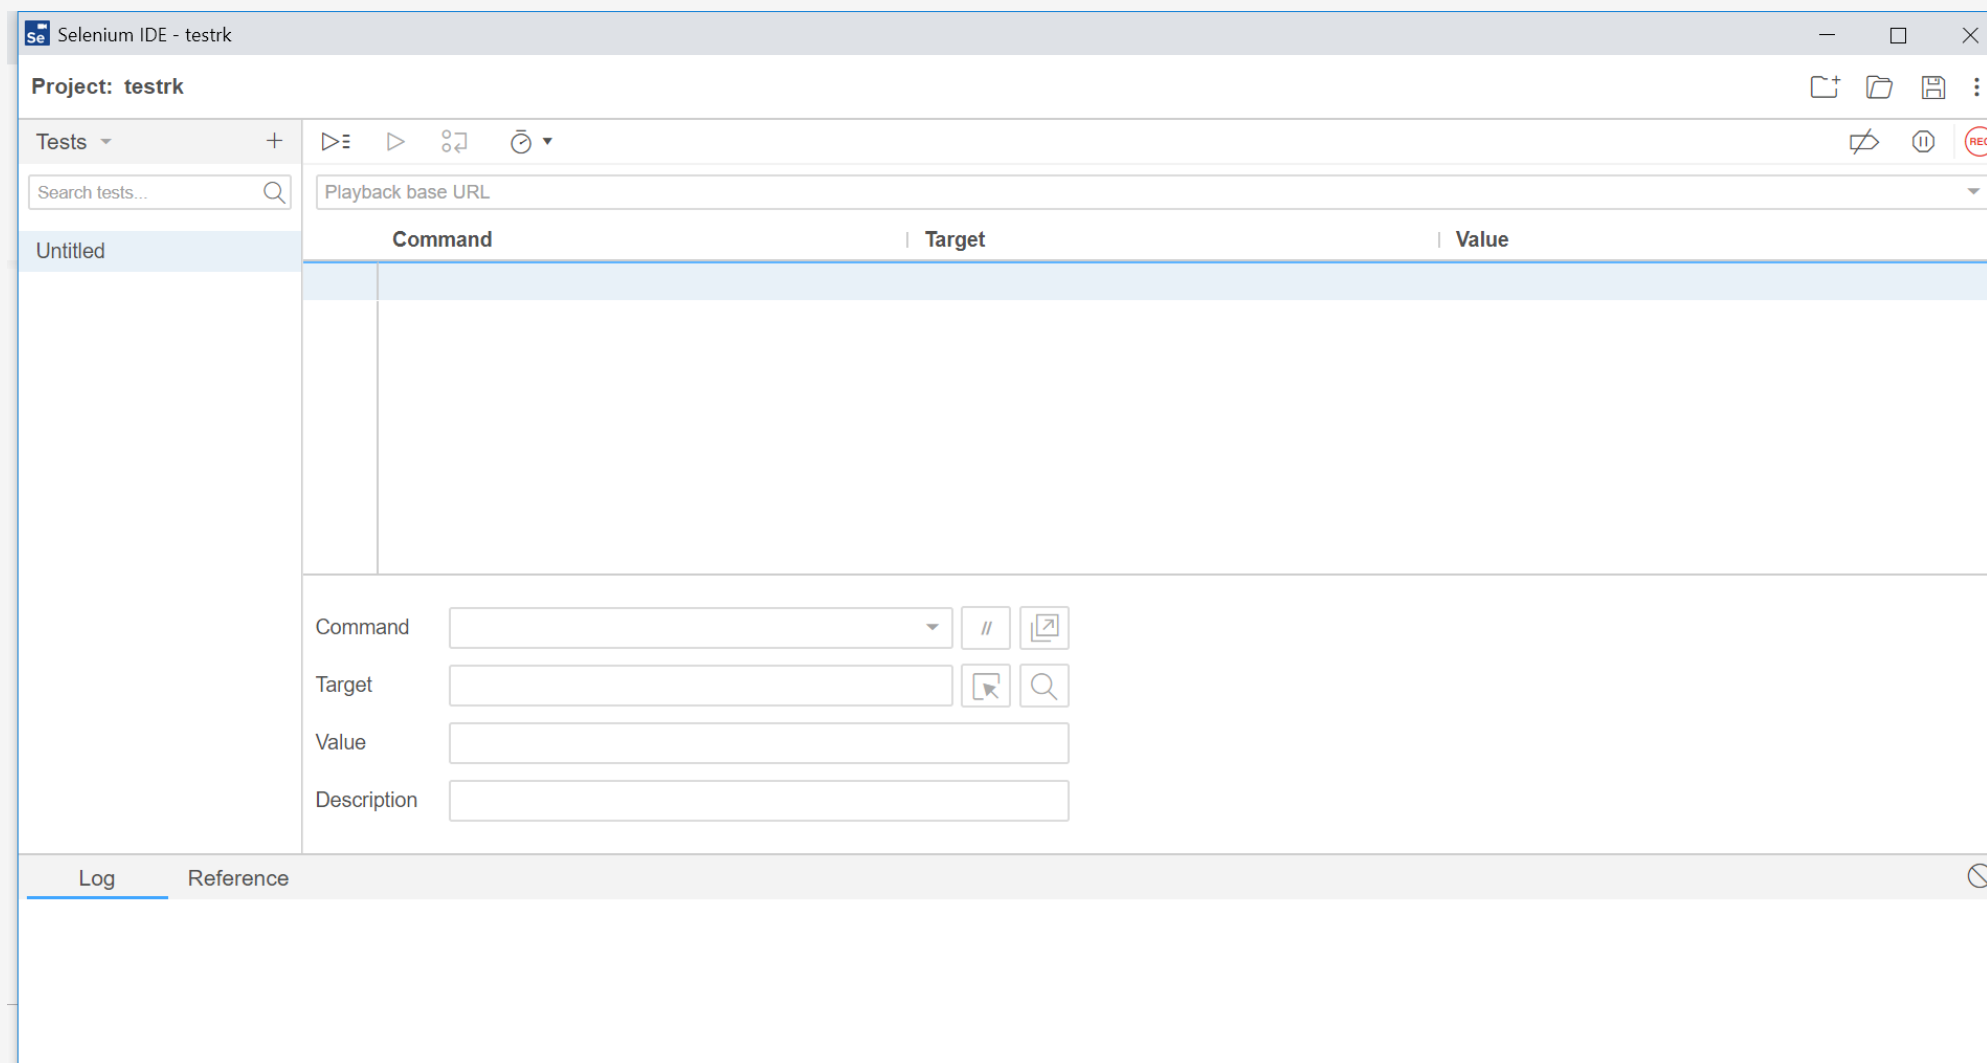 Se Selenium IDE - testrk
Project: testrk
Tests
Search tests...
Playback base URL
Command Target Value
Untitled
Command //
Target
Value
Description
Log Reference
REC